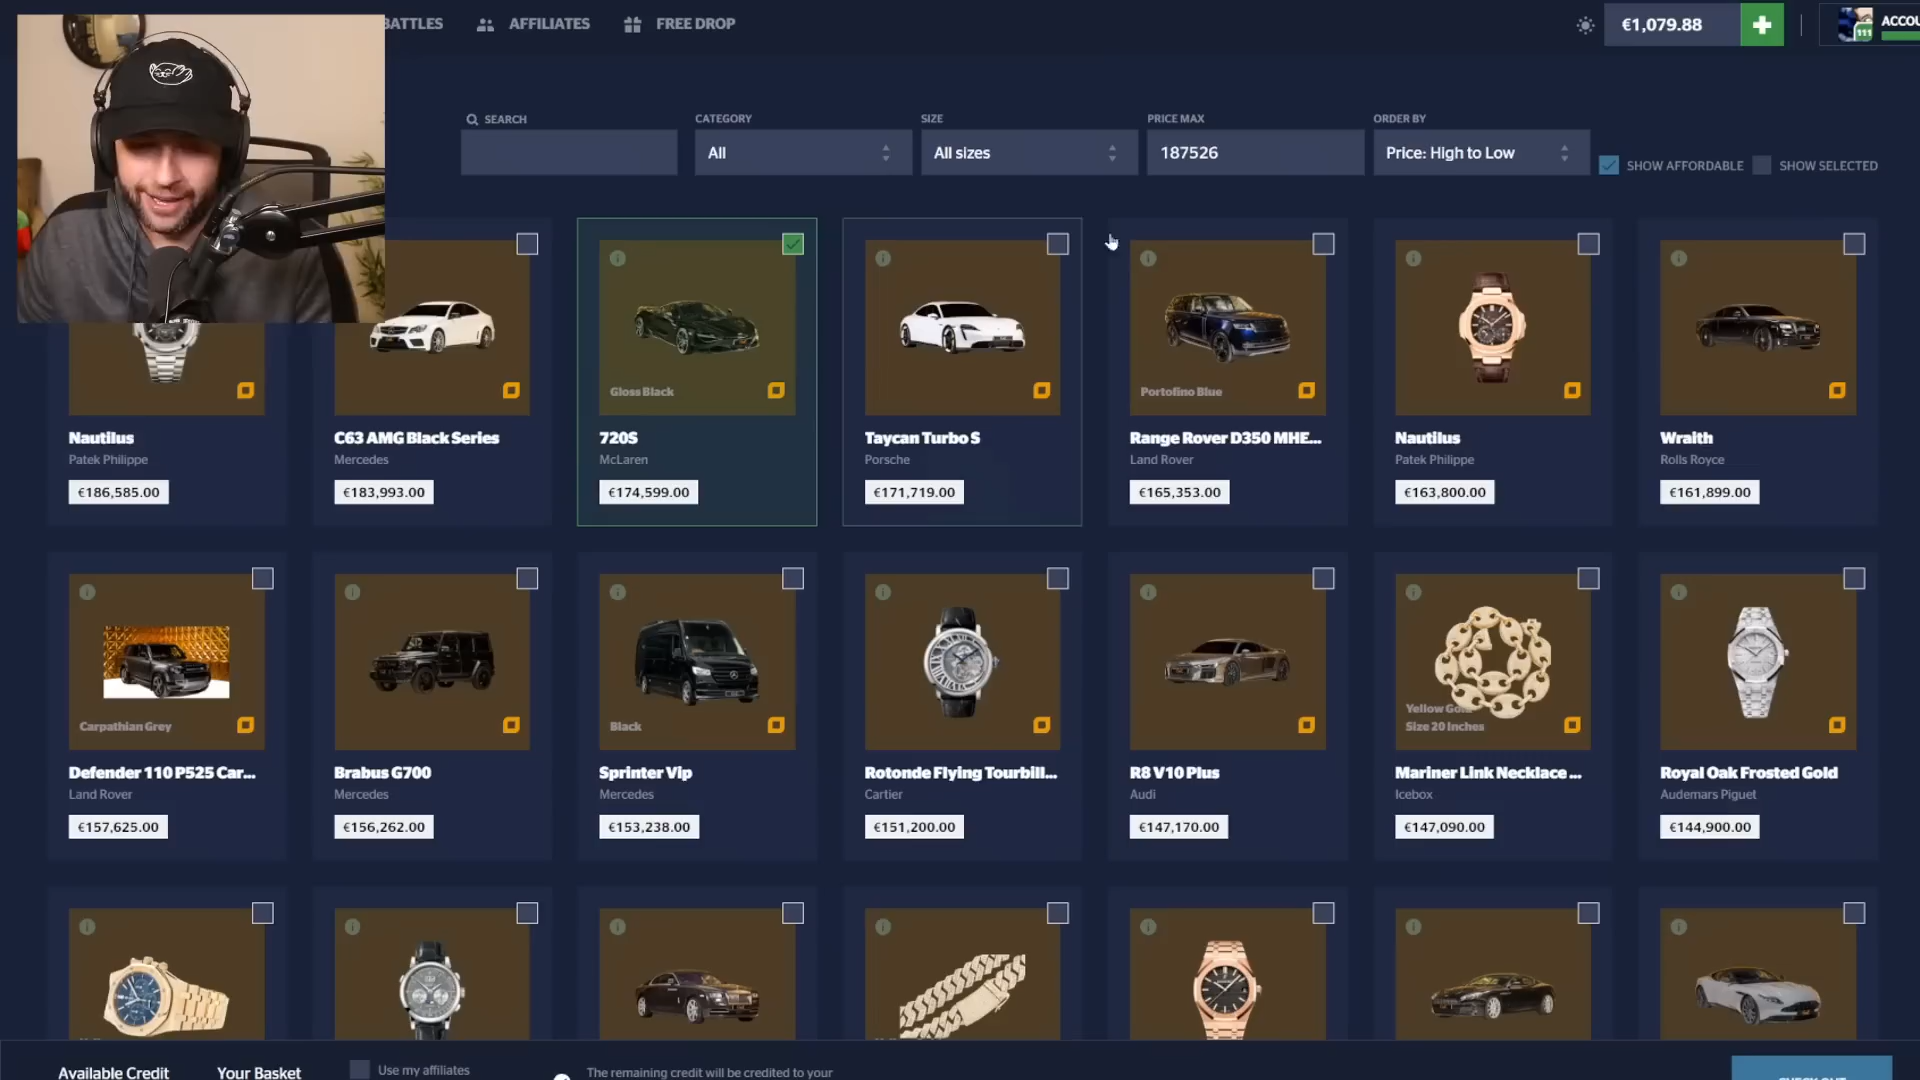 BATTLES
AFFILIATES
FREE DROP
€1,079.88
111
ACCOU
SEARCH
CATEGORY
SIZE
PRICE MAX
ORDER BY
All
All sizes
187526
Price: High to Low
SHOW AFFORDABLE
SHOW SELECTED
Gloss Black
Portofino Blue
Nautilus
C63 AMG Black Series
720S
Taycan Turbo S
Range Rover D350 MHE...
Nautilus
Wraith
Patek Philippe
Mercedes
McLaren
Porsche
Land Rover
Patek Philippe
Rolls Royce
€186,585.00
€183,993.00
€174,599.00
€171,719.00
€165,353.00
€163,800.00
€161,899.00
Carpathian Grey
Black
Yellow Go
Size 20 Inches
Defender 110 P525 Car...
Brabus G700
Sprinter Vip
Rotonde Flying Tourbill...
R8 V10 Plus
Mariner Link Necklace ...
Royal Oak Frosted Gold
Land Rover
Mercedes
Mercedes
Cartier
Audi
Icebox
Audemars Piguet
€157,625.00
€156,262.00
€153,238.00
€151,200.00
€147,170.00
€147,090.00
€144,900.00
Available Credit
Your Basket
Use my affiliates
The remaining credit will be credited to your
CHECK OUT